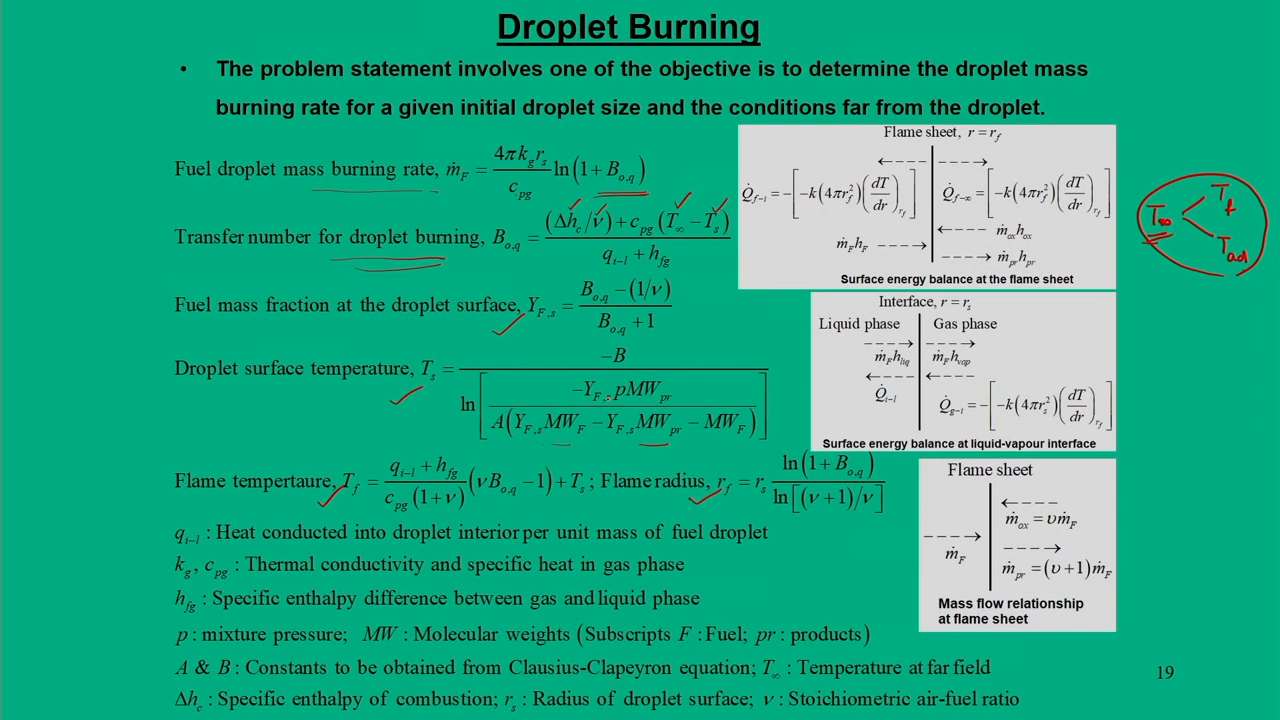 Droplet Burning
• The problem statement involves one of the objective is to determine the droplet mass
burning rate for a given initial droplet size and the conditions far from the droplet.
Fuel droplet mass burning rate, ṁ_F = (4πk_g r_s / c_pg) ln(1 + B_o,q)
Transfer number for droplet burning, B_o,q = ((Δh_c/ν) + c_pg(T_∞ − T_s)) / (q_i−l + h_fg)
Fuel mass fraction at the droplet surface, Y_F,s = (B_o,q − (1/ν)) / (B_o,q + 1)
Droplet surface temperature, T_s = −B / ln[−Y_F,s pMW_pr / (A(Y_F,s MW_F − Y_F,s MW_pr − MW_F))]
Flame tempertaure, T_f = ((q_i−l + h_fg) / (c_pg(1+ν))) (νB_o,q − 1) + T_s ; Flame radius, r_f = r_s ln(1 + B_o,q) / ln[(ν+1)/ν]
q_i−l : Heat conducted into droplet interior per unit mass of fuel droplet
k_g , c_pg : Thermal conductivity and specific heat in gas phase
h_fg : Specific enthalpy difference between gas and liquid phase
p : mixture pressure; MW : Molecular weights (Subscripts F : Fuel; pr : products)
A & B : Constants to be obtained from Clausius-Clapeyron equation; T_∞ : Temperature at far field
Δh_c : Specific enthalpy of combustion; r_s : Radius of droplet surface; ν : Stoichiometric air-fuel ratio
Flame sheet, r = r_f
Q̇_f−i = −[−k(4πr_f²)(dT/dr)_r_f]
Q̇_f−∞ = [−k(4πr_f²)(dT/dr)_r_f]
ṁ_F h_F
ṁ_ox h_ox
ṁ_pr h_pr
Surface energy balance at the flame sheet
Interface, r = r_s
Liquid phase
Gas phase
ṁ_F h_liq
ṁ_F h_vap
Q̇_i−l
Q̇_g−i = −[−k(4πr_s²)(dT/dr)_r_f]
Surface energy balance at liquid-vapour interface
Flame sheet
ṁ_ox = υṁ_F
ṁ_F
ṁ_pr = (υ+1)ṁ_F
Mass flow relationship
at flame sheet
T_∞
T_f
T_ad
19